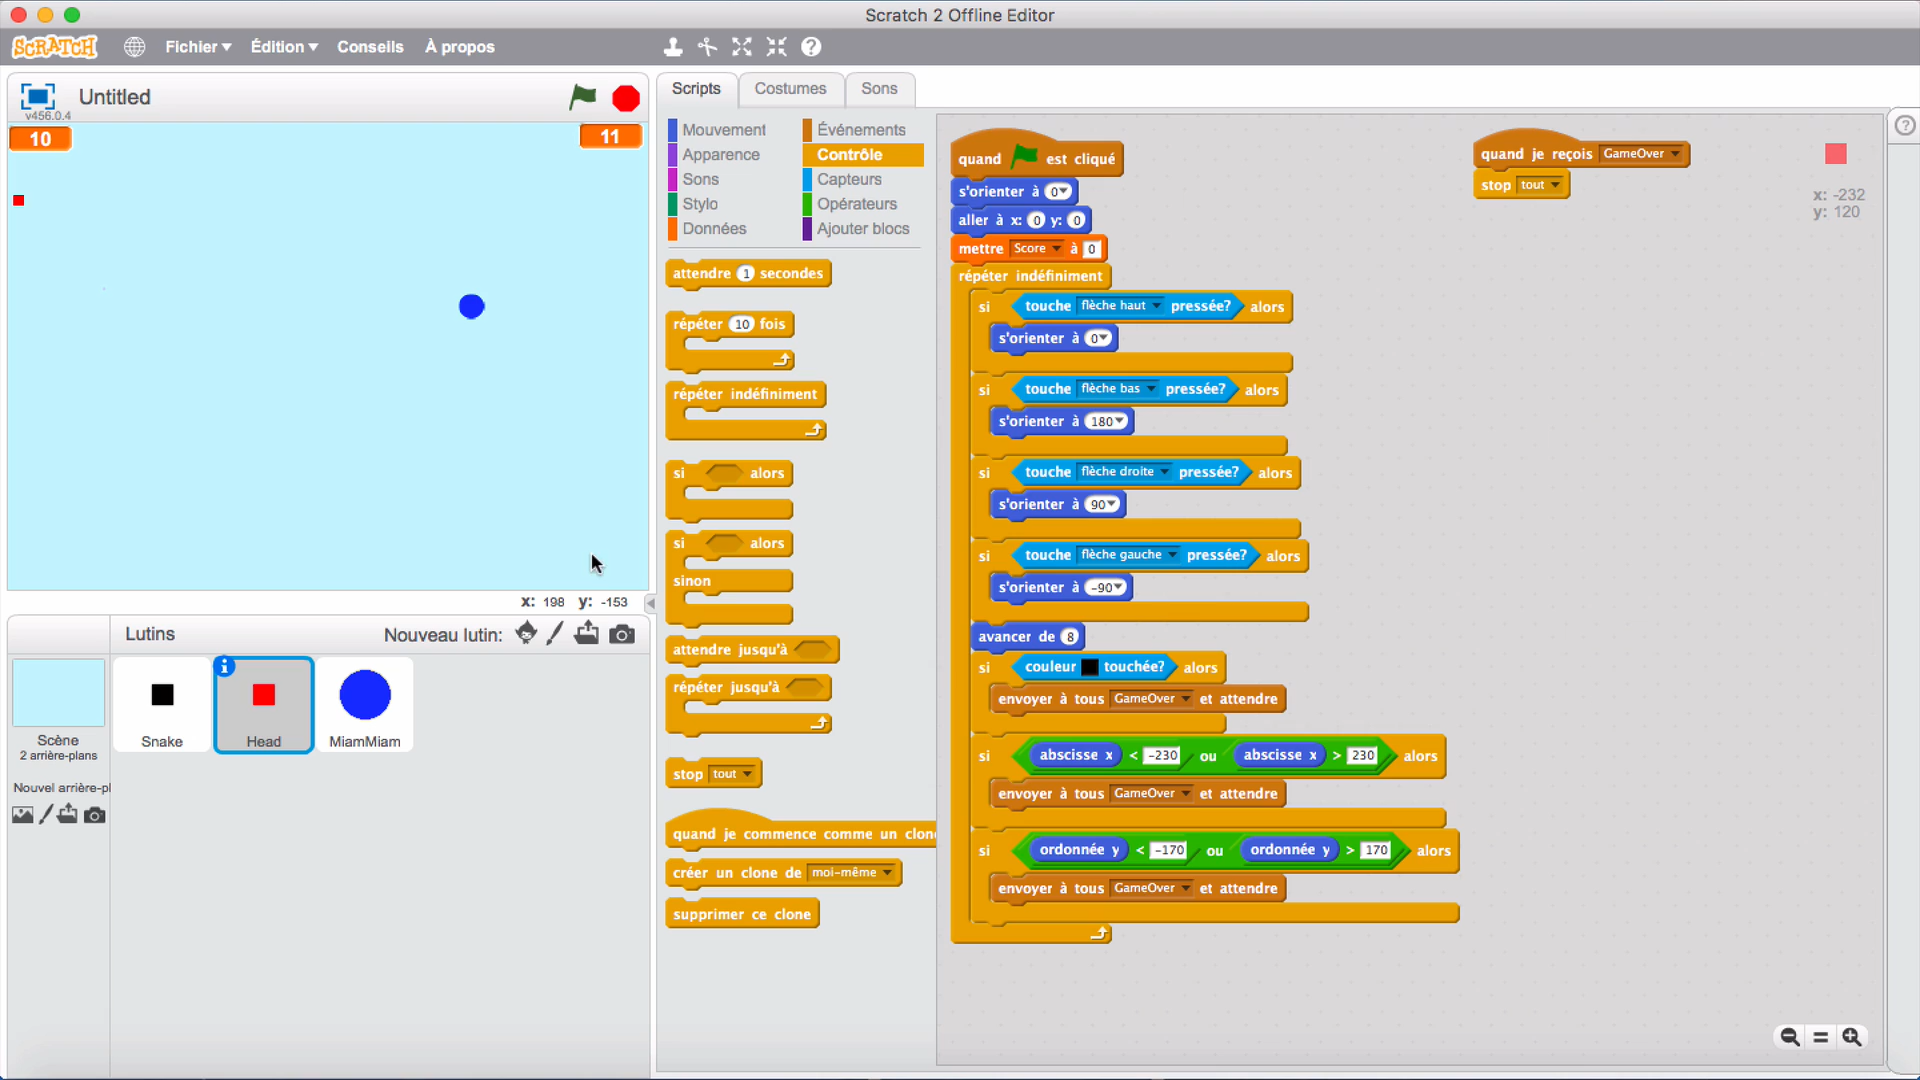 Scratch 2 Offline Editor
SCRATCH Fichier Édition Conseils À propos
Untitled
v456.0.4
10 11
x: 198 y: -153
Lutins Nouveau lutin:
Scène
2 arrière-plans
Nouvel arrière-pl
Snake Head MiamMiam
Scripts Costumes Sons
Mouvement Événements
Apparence Contrôle
Sons Capteurs
Stylo Opérateurs
Données Ajouter blocs
attendre 1 secondes
répéter 10 fois
répéter indéfiniment
si alors
si alors
sinon
attendre jusqu'à
répéter jusqu'à
stop tout
quand je commence comme un clone
créer un clone de moi-même
supprimer ce clone
quand est cliqué
s'orienter à 0
aller à x: 0 y: 0
mettre Score à 0
répéter indéfiniment
si touche flèche haut pressée? alors
s'orienter à 0
si touche flèche bas pressée? alors
s'orienter à 180
si touche flèche droite pressée? alors
s'orienter à 90
si touche flèche gauche pressée? alors
s'orienter à -90
avancer de 8
si couleur touchée? alors
envoyer à tous GameOver et attendre
si abscisse x < -230 ou abscisse x > 230 alors
envoyer à tous GameOver et attendre
si ordonnée y < -170 ou ordonnée y > 170 alors
envoyer à tous GameOver et attendre
quand je reçois GameOver
stop tout
x: -232
y: 120